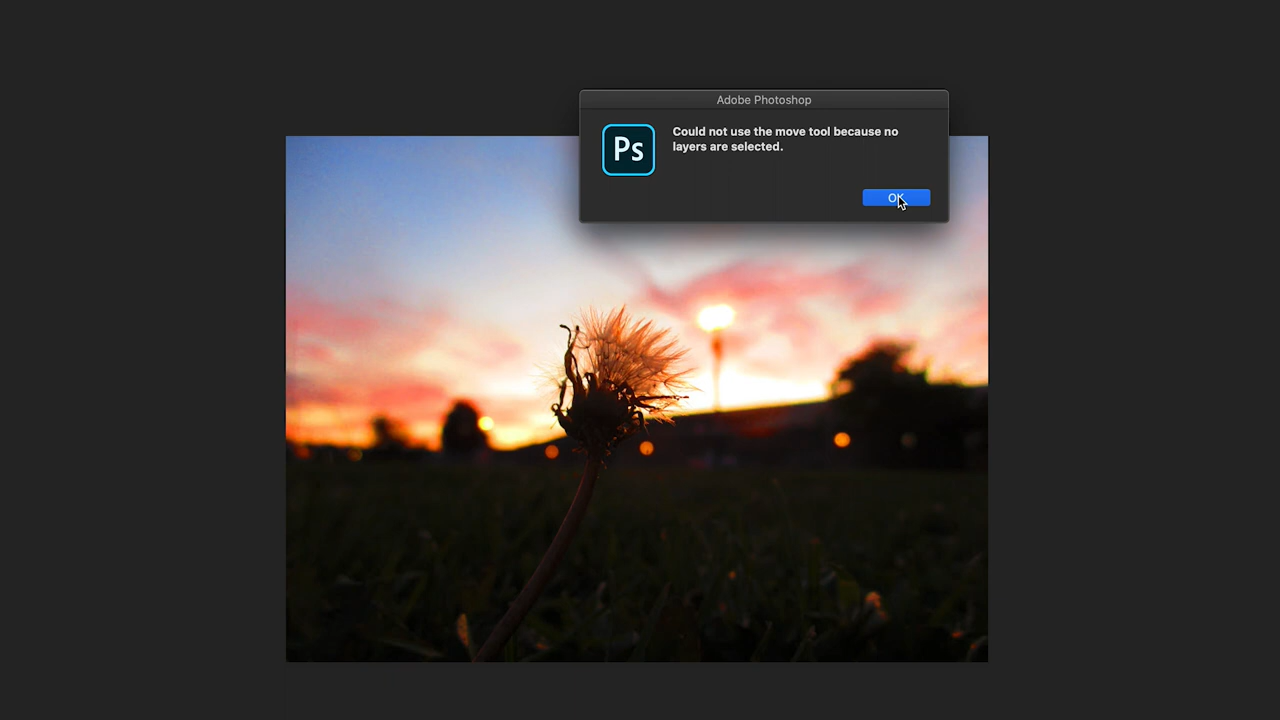 Adobe Photoshop
Ps
Could not use the move tool because no
layers are selected.
OK